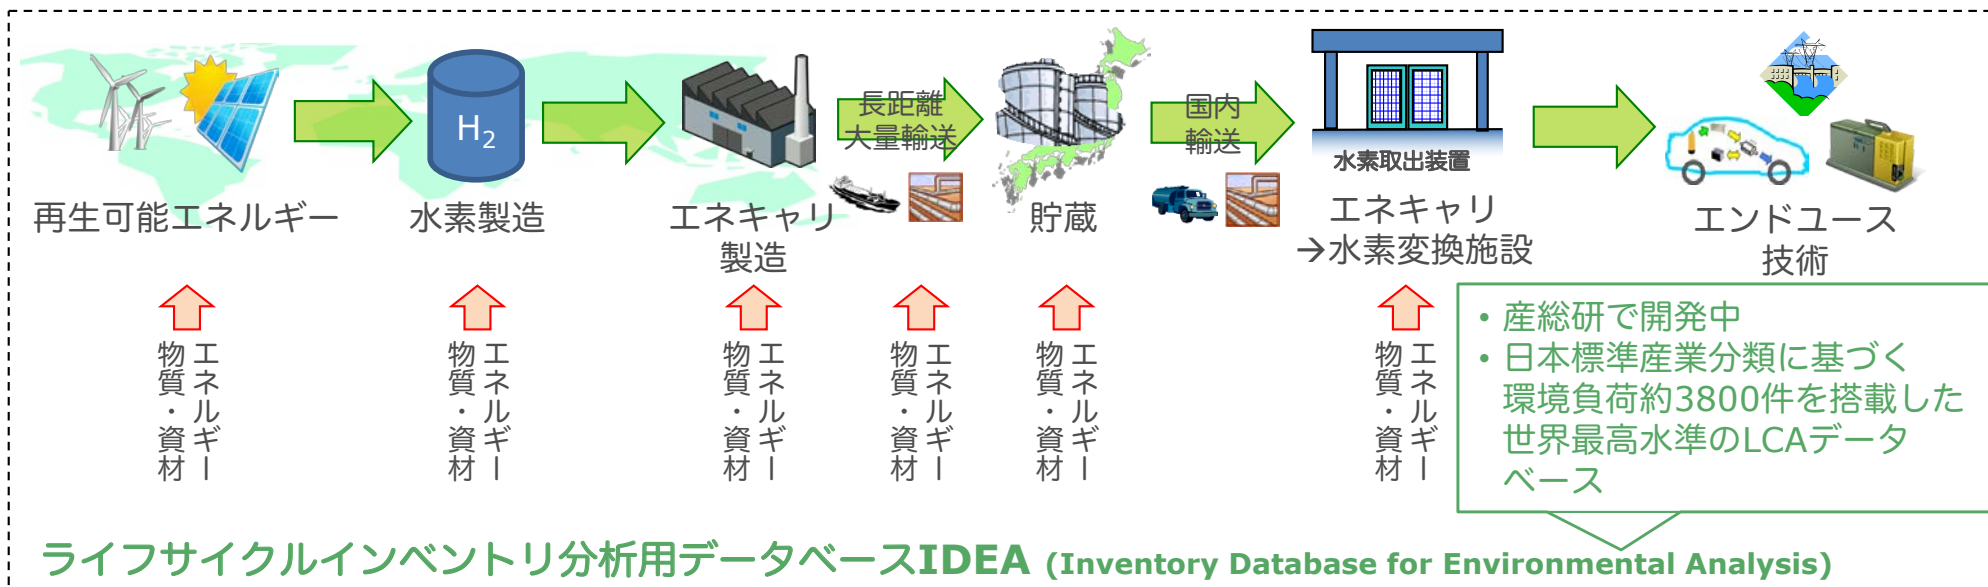 H2
長距離
大量輸送
国内
輸送
水素取出装置
再生可能エネルギー
水素製造
エネキャリ
製造
貯蔵
エネキャリ
→水素変換施設
エンドユース
技術
エネルギー
物質・資材
エネルギー
物質・資材
エネルギー
物質・資材
エネルギー
物質・資材
エネルギー
物質・資材
エネルギー
物質・資材
• 産総研で開発中
• 日本標準産業分類に基づく
環境負荷約3800件を搭載した
世界最高水準のLCAデータ
ベース
ライフサイクルインベントリ分析用データベースIDEA (Inventory Database for Environmental Analysis)